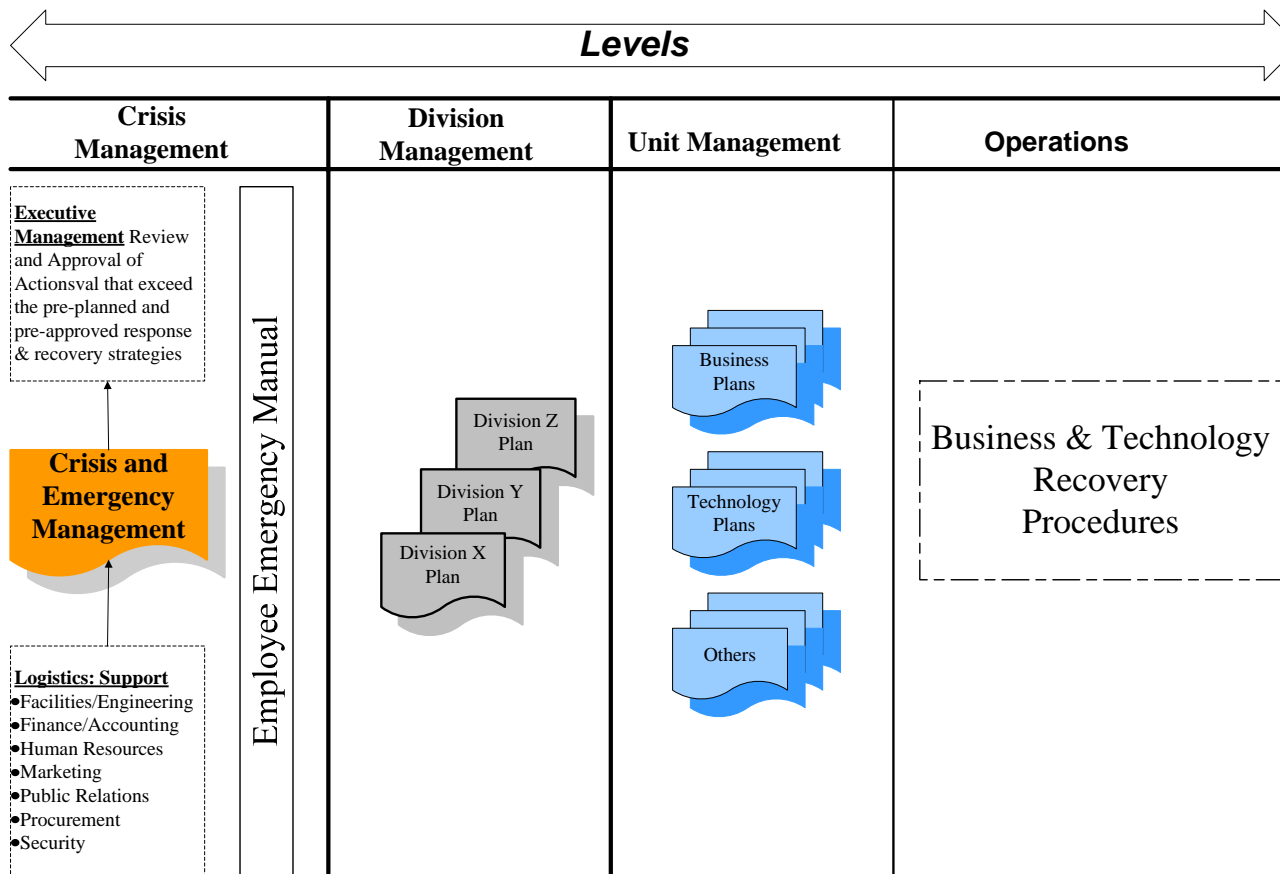 Levels
Crisis
Management
Division
Management
Unit Management
Operations
Executive
Management Review
and Approval of
Actionsval that exceed
the pre-planned and
pre-approved response
& recovery strategies
Crisis and
Emergency
Management
Logistics: Support
•Facilities/Engineering
•Finance/Accounting
•Human Resources
•Marketing
•Public Relations
•Procurement
•Security
Employee Emergency Manual
Division Z
Plan
Division Y
Plan
Division X
Plan
Business
Plans
Technology
Plans
Others
Business & Technology
Recovery
Procedures